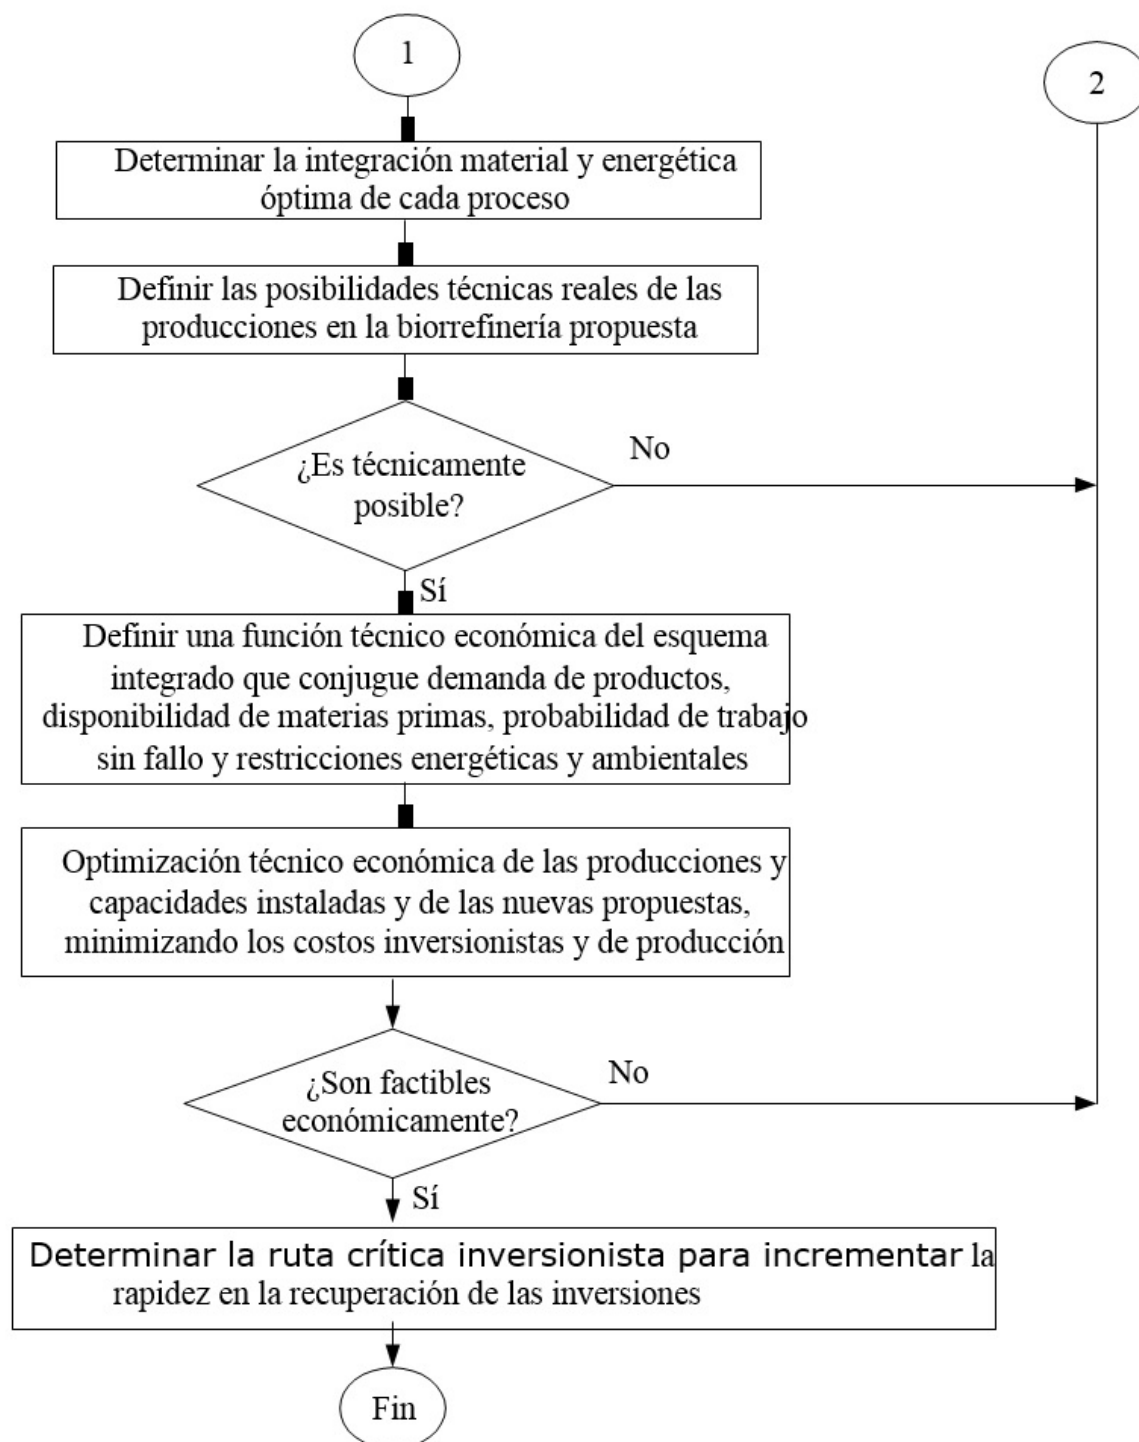 1
2
Determinar la integración material y energética
óptima de cada proceso
Definir las posibilidades técnicas reales de las
producciones en la biorrefinería propuesta
¿Es técnicamente
posible?
No
Sí
Definir una función técnico económica del esquema
integrado que conjugue demanda de productos,
disponibilidad de materias primas, probabilidad de trabajo
sin fallo y restricciones energéticas y ambientales
Optimización técnico económica de las producciones y
capacidades instaladas y de las nuevas propuestas,
minimizando los costos inversionistas y de producción
¿Son factibles
económicamente?
No
Sí
Determinar la ruta crítica inversionista para incrementar la
rapidez en la recuperación de las inversiones
Fin